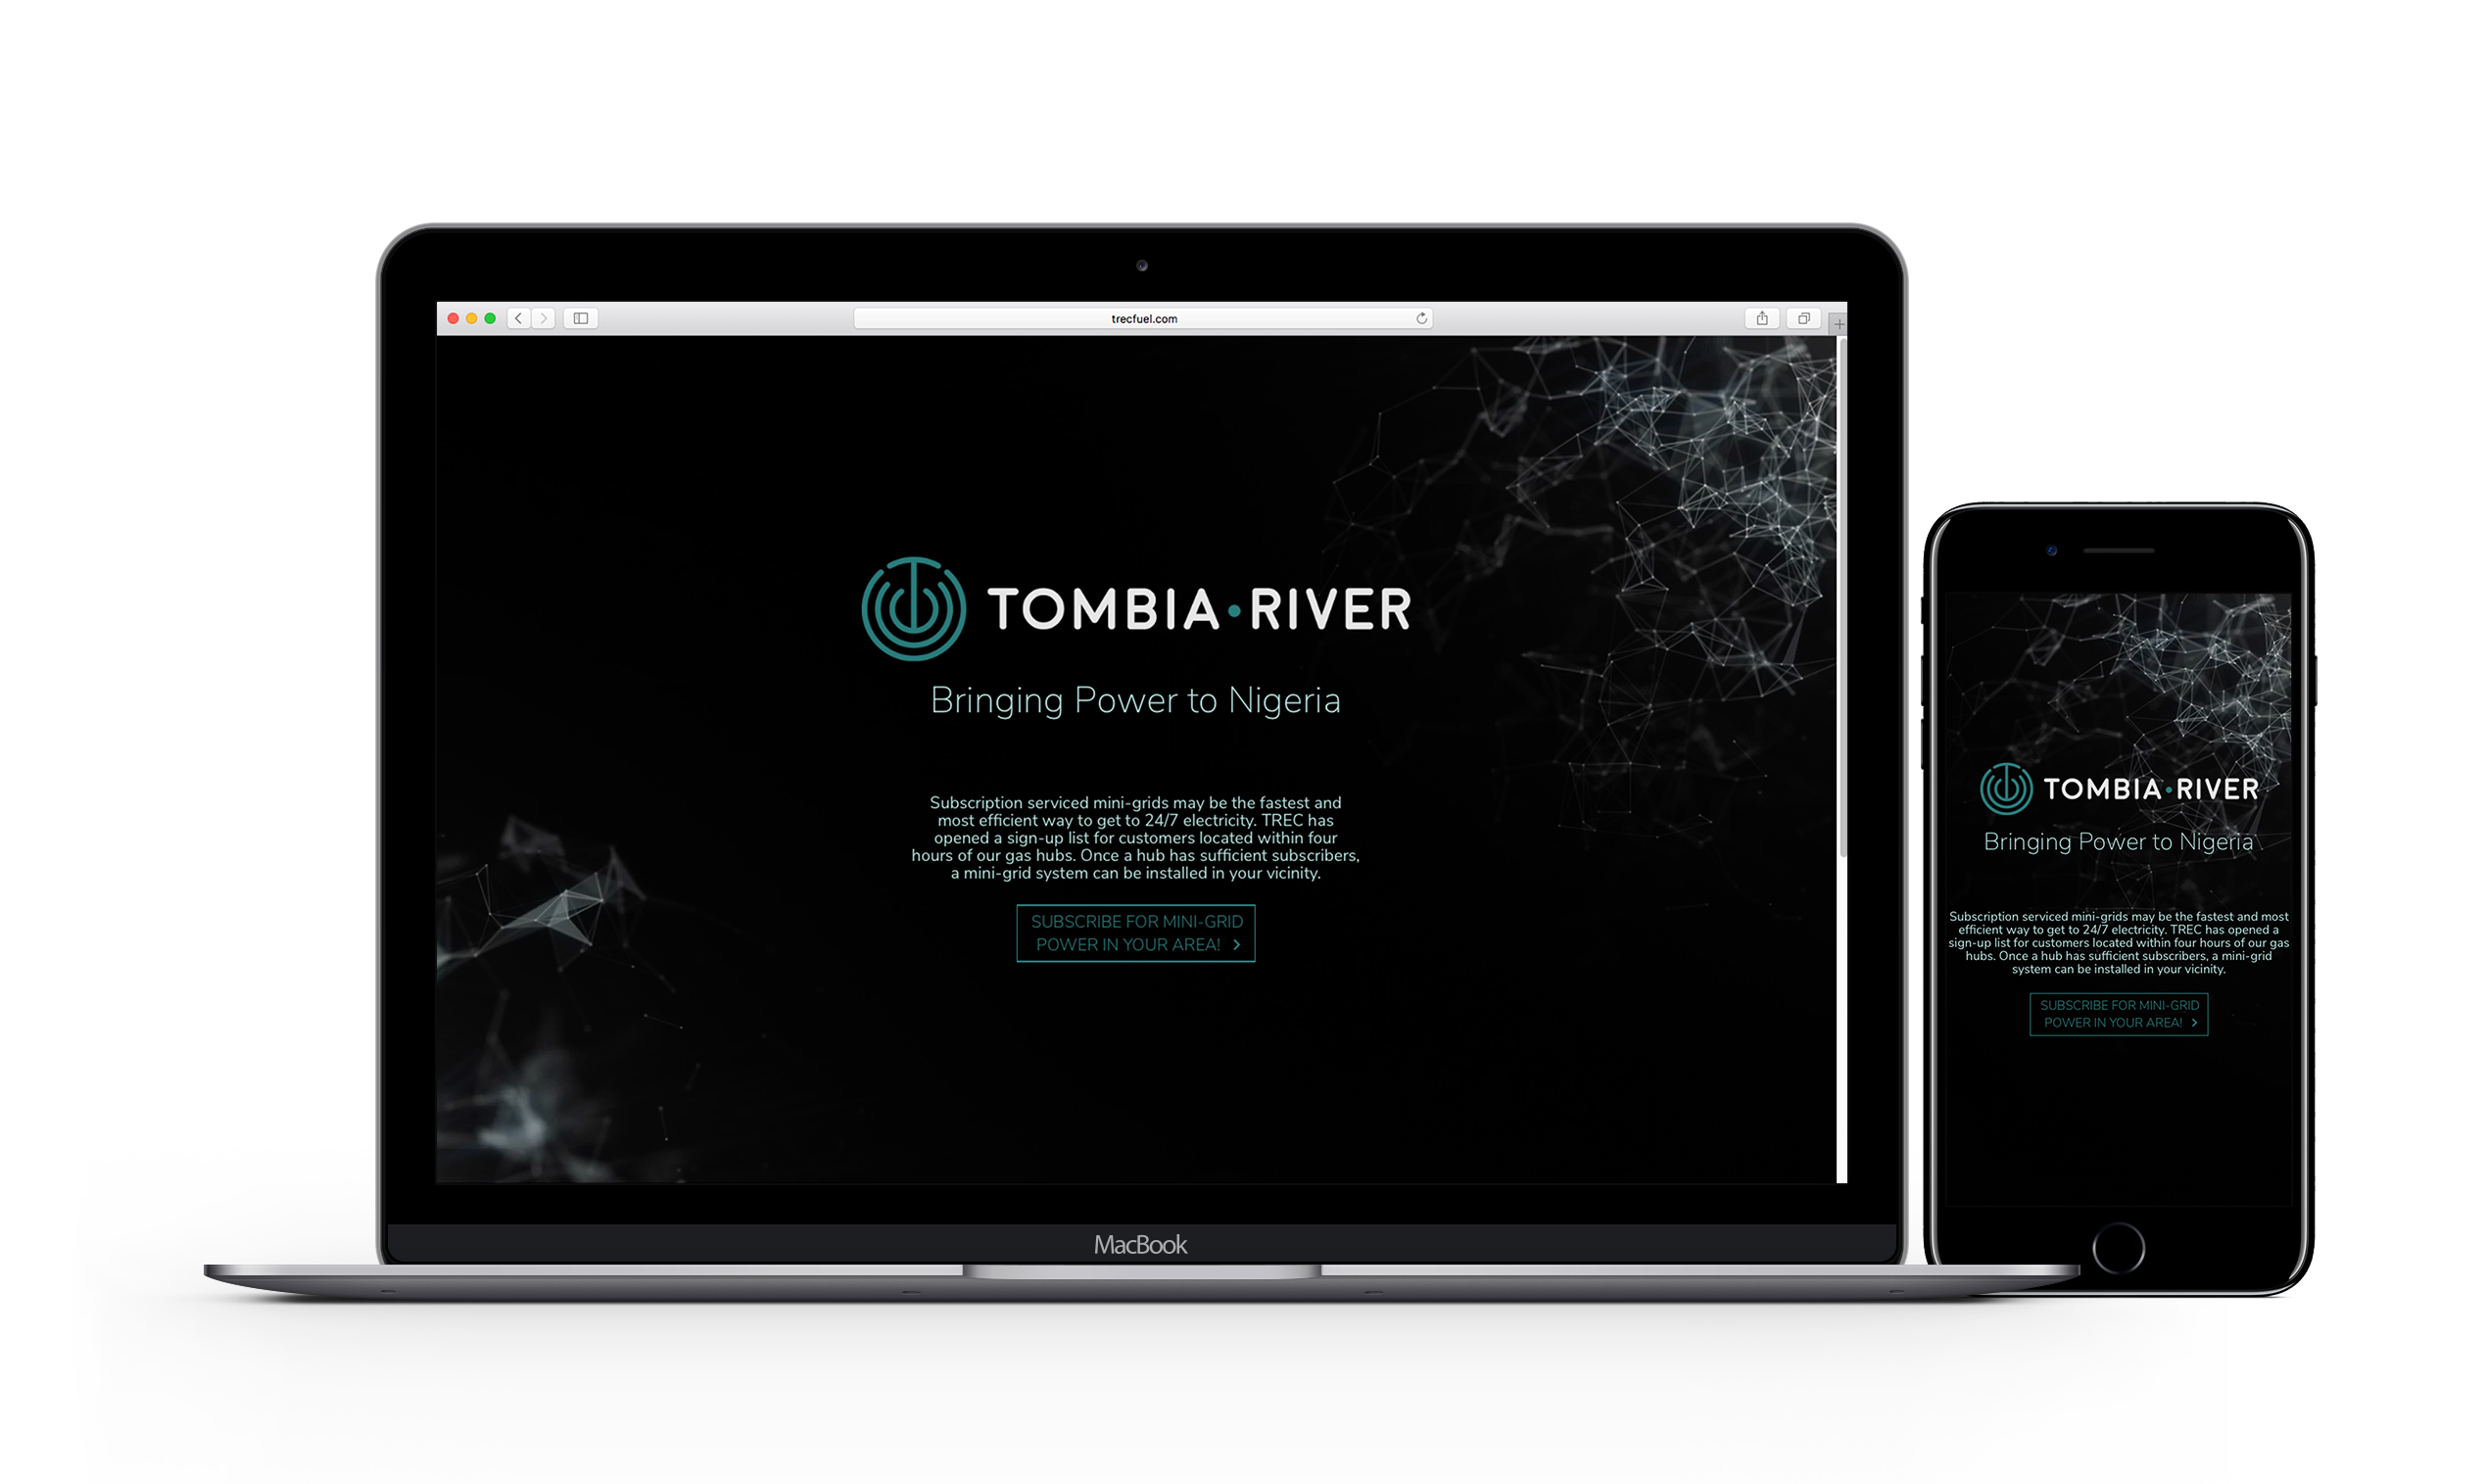 trecfuel.com
TOMBIA•RIVER
Bringing Power to Nigeria
Subscription serviced mini-grids may be the fastest and
most efficient way to get to 24/7 electricity. TREC has
opened a sign-up list for customers located within four
hours of our gas hubs. Once a hub has sufficient subscribers,
a mini-grid system can be installed in your vicinity.
SUBSCRIBE FOR MINI-GRID
POWER IN YOUR AREA! >
MacBook
TOMBIA•RIVER
Bringing Power to Nigeria
Subscription serviced mini-grids may be the fastest and most
efficient way to get to 24/7 electricity. TREC has opened a
sign-up list for customers located within four hours of our gas
hubs. Once a hub has sufficient subscribers, a mini-grid
system can be installed in your vicinity.
SUBSCRIBE FOR MINI-GRID
POWER IN YOUR AREA! >